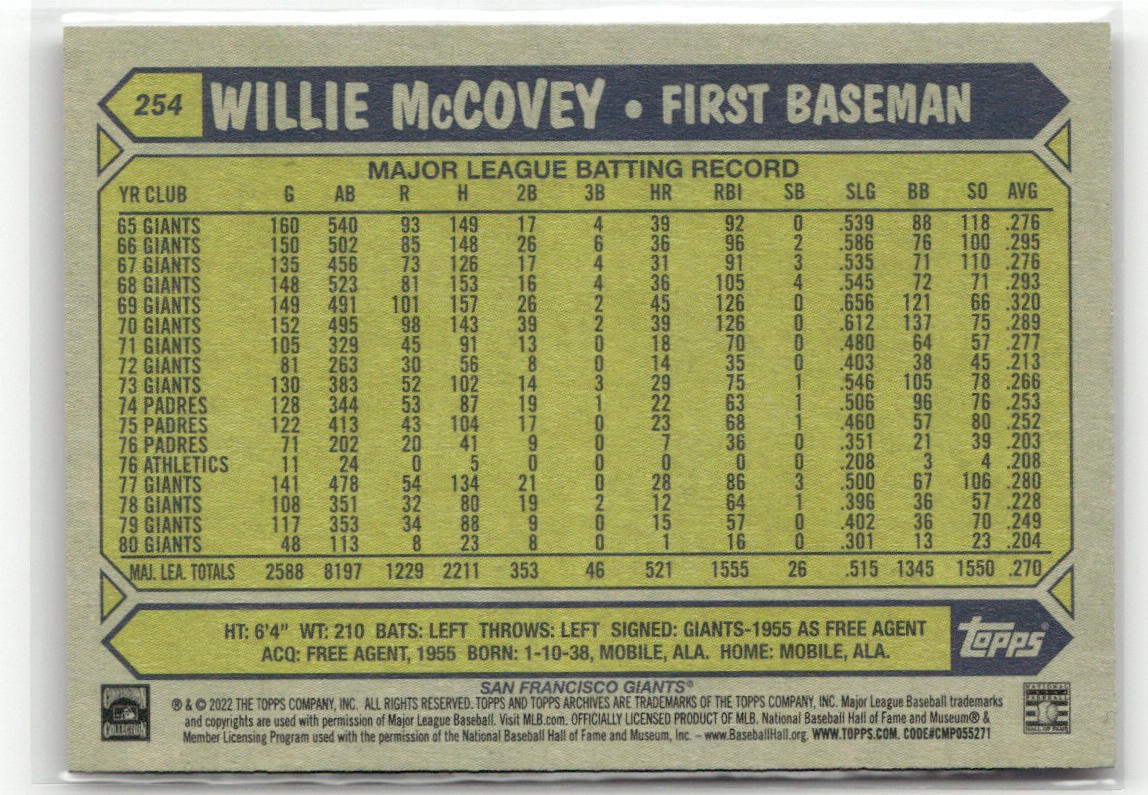 254 WILLIE McCOVEY • FIRST BASEMAN
MAJOR LEAGUE BATTING RECORD
YR CLUB G AB R H 2B 3B HR RBI SB SLG BB SO AVG
65 GIANTS 160 540 93 149 17 4 39 92 0 .539 88 118 .276
66 GIANTS 150 502 85 148 26 6 36 96 2 .586 76 100 .295
67 GIANTS 135 456 73 126 17 4 31 91 3 .535 71 110 .276
68 GIANTS 148 523 81 153 16 4 36 105 4 .545 72 71 .293
69 GIANTS 149 491 101 157 26 2 45 126 0 .656 121 66 .320
70 GIANTS 152 495 98 143 39 2 39 126 0 .612 137 75 .289
71 GIANTS 105 329 45 91 13 0 18 70 0 .480 64 57 .277
72 GIANTS 81 263 30 56 8 0 14 35 0 .403 38 45 .213
73 GIANTS 130 383 52 102 14 3 29 75 1 .546 105 78 .266
74 PADRES 128 344 53 87 19 1 22 63 1 .506 96 76 .253
75 PADRES 122 413 43 104 17 0 23 68 1 .460 57 80 .252
76 PADRES 71 202 20 41 9 0 7 36 0 .351 21 39 .203
76 ATHLETICS 11 24 0 5 0 0 0 0 0 .208 3 4 .208
77 GIANTS 141 478 54 134 21 0 28 86 3 .500 67 106 .280
78 GIANTS 108 351 32 80 19 2 12 64 1 .396 36 57 .228
79 GIANTS 117 353 34 88 9 0 15 57 0 .402 36 70 .249
80 GIANTS 48 113 8 23 8 0 1 16 0 .301 13 23 .204
MAJ. LEA. TOTALS 2588 8197 1229 2211 353 46 521 1555 26 .515 1345 1550 .270
HT: 6'4" WT: 210 BATS: LEFT THROWS: LEFT SIGNED: GIANTS-1955 AS FREE AGENT
ACQ: FREE AGENT, 1955 BORN: 1-10-38, MOBILE, ALA. HOME: MOBILE, ALA.
topps®
SAN FRANCISCO GIANTS®
® & © 2022 THE TOPPS COMPANY, INC. ALL RIGHTS RESERVED. TOPPS AND TOPPS ARCHIVES ARE TRADEMARKS OF THE TOPPS COMPANY, INC. Major League Baseball trademarks
and copyrights are used with permission of Major League Baseball. Visit MLB.com. OFFICIALLY LICENSED PRODUCT OF MLB. National Baseball Hall of Fame and Museum® &
Member Licensing Program used with the permission of the National Baseball Hall of Fame and Museum, Inc. – www.BaseballHall.org. WWW.TOPPS.COM. CODE#CMP055271
COOPERSTOWN
COLLECTION
NATIONAL
BASEBALL
HALL OF FAME